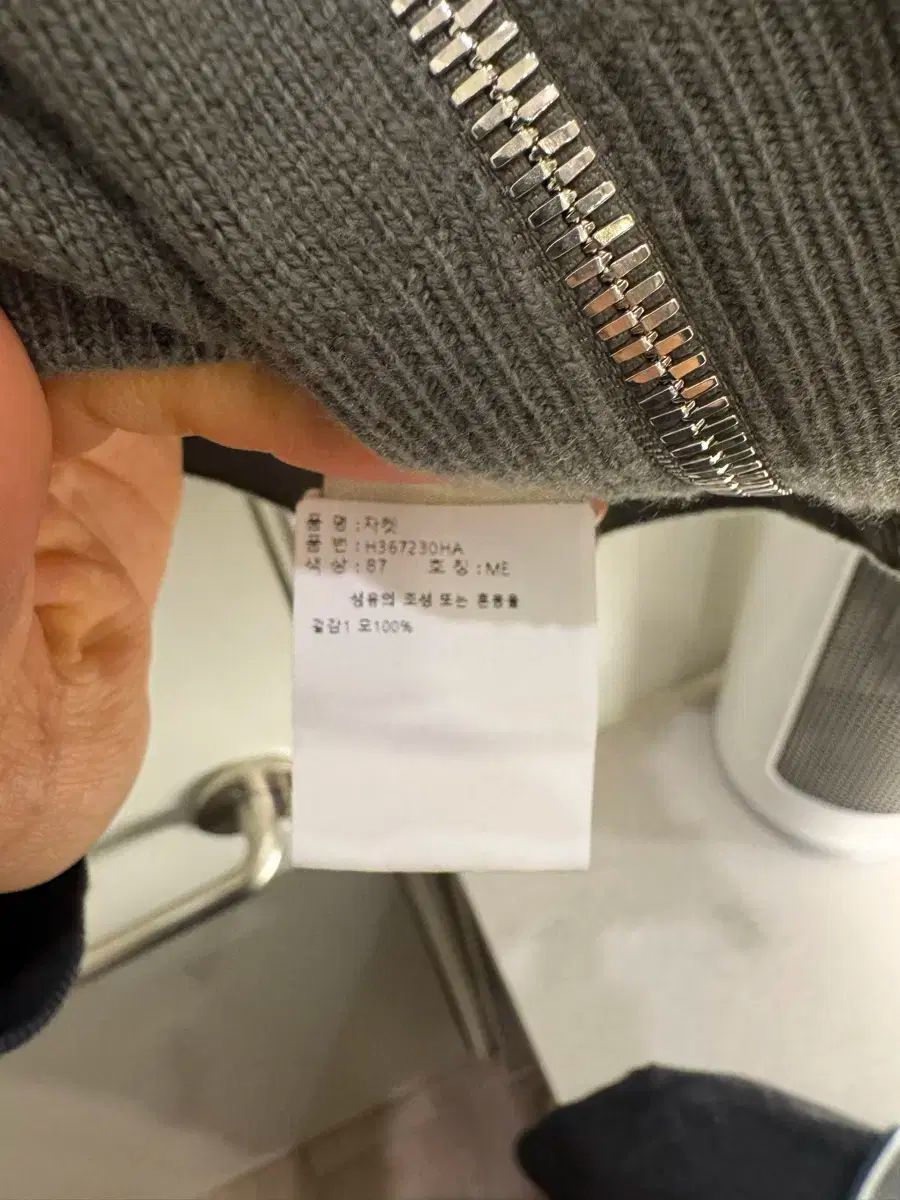 품 명 : 자켓
품 번 : H367230HA
색 상 : 87 호 칭 : ME
섬유의 조성 또는 혼용율
겉감1 모100%